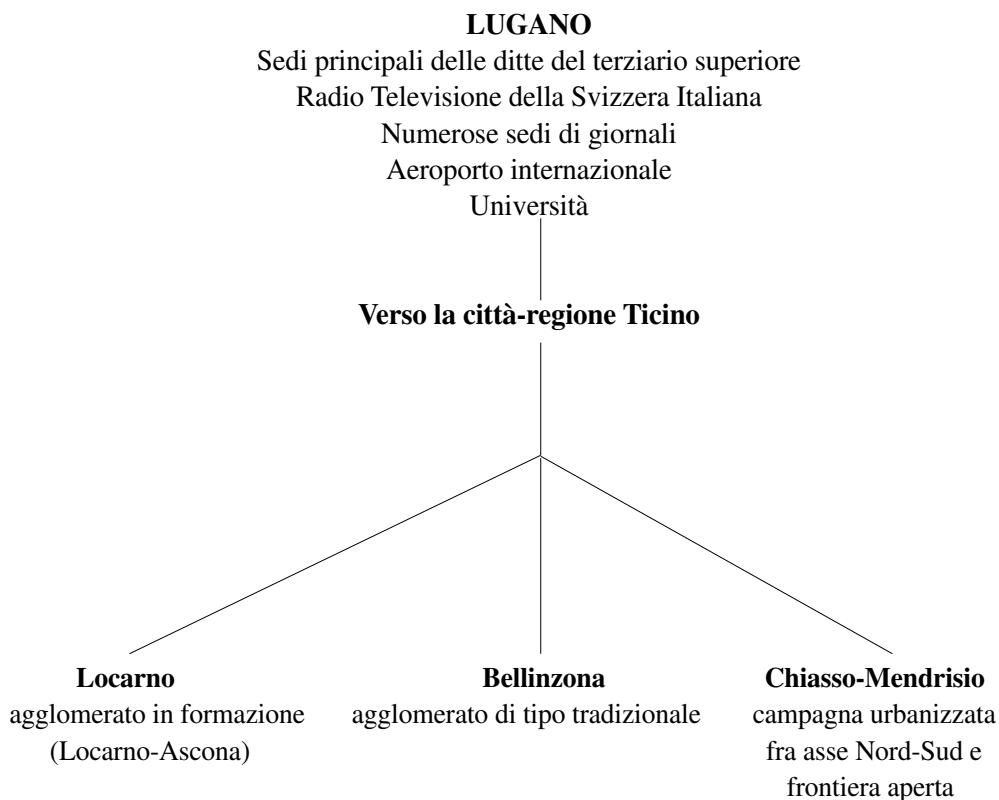 LUGANO
Sedi principali delle ditte del terziario superiore
Radio Televisione della Svizzera Italiana
Numerose sedi di giornali
Aeroporto internazionale
Università
Verso la città-regione Ticino
Locarno
agglomerato in formazione
(Locarno-Ascona)
Bellinzona
agglomerato di tipo tradizionale
Chiasso-Mendrisio
campagna urbanizzata
fra asse Nord-Sud e
frontiera aperta